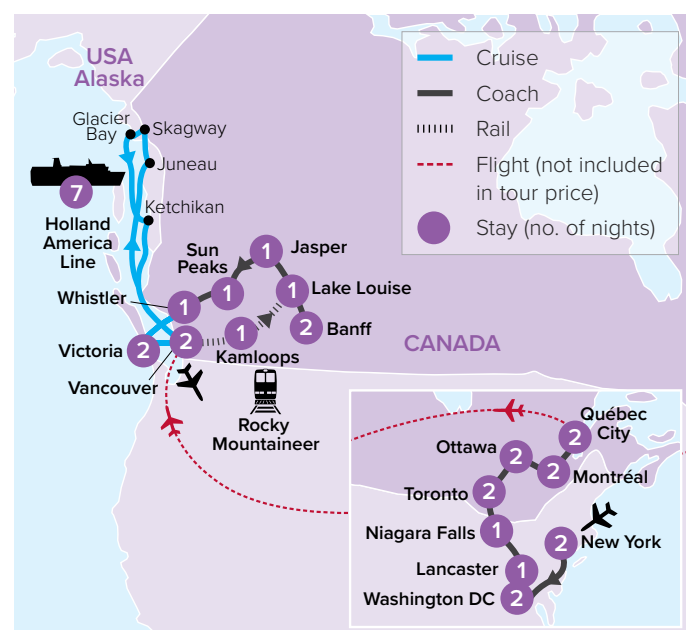 USA
Alaska
Glacier
Bay
Skagway
Juneau
7
Ketchikan
Holland
America
Line
Cruise
Coach
Rail
Flight (not included
in tour price)
Stay (no. of nights)
Sun
Peaks
1
Jasper
1
1
Lake Louise
Whistler
1
2
Banff
Victoria
2
2
1
Kamloops
CANADA
Vancouver
Rocky
Mountaineer
Québec
City
2
Ottawa
2
2
Montréal
Toronto
2
Niagara Falls
1
2
New York
Lancaster
1
Washington DC
2